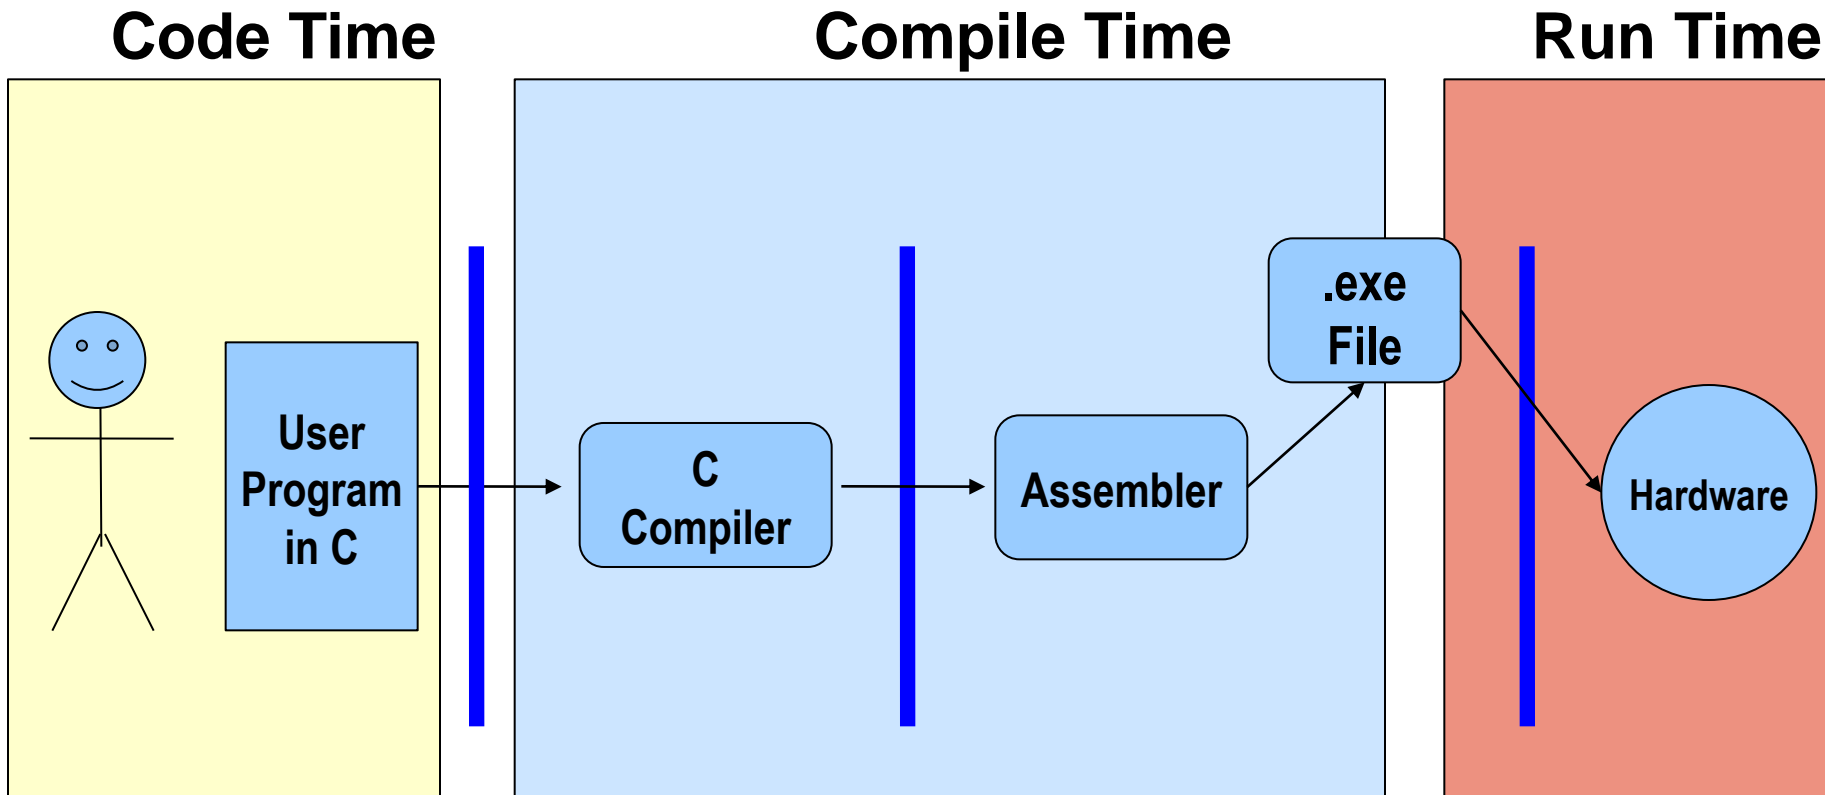 Code Time
Compile Time
Run Time
User
Program
in C
C
Compiler
Assembler
.exe
File
Hardware